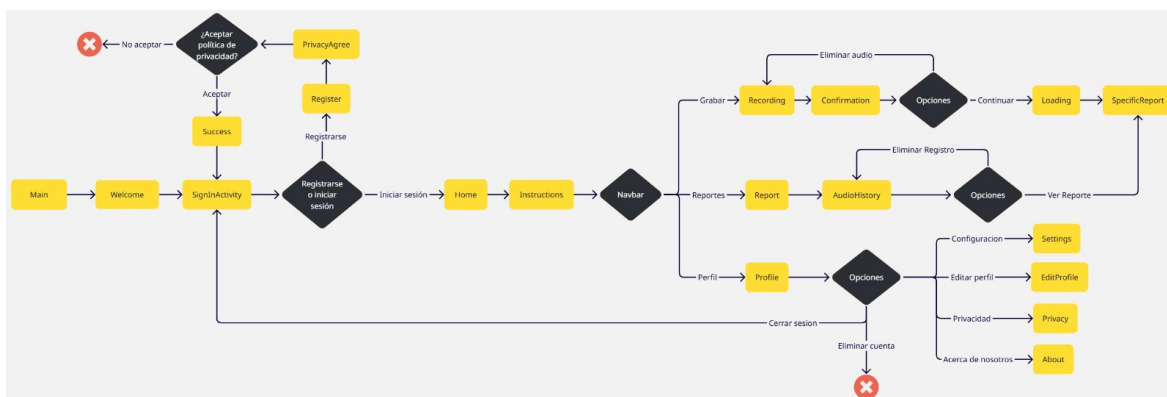 No aceptar
¿Aceptar
política de
privacidad?
PrivacyAgree
Aceptar
Register
Success
Registrarse
Main
Welcome
SignInActivity
Registrarse
o iniciar
sesión
Iniciar sesión
Home
Instructions
Navbar
Eliminar audio
Grabar
Recording
Confirmation
Opciones
Continuar
Loading
SpecificReport
Eliminar Registro
Reportes
Report
AudioHistory
Opciones
Ver Reporte
Perfil
Profile
Opciones
Configuracion
Settings
Editar perfil
EditProfile
Privacidad
Privacy
Acerca de nosotros
About
Cerrar sesion
Eliminar cuenta